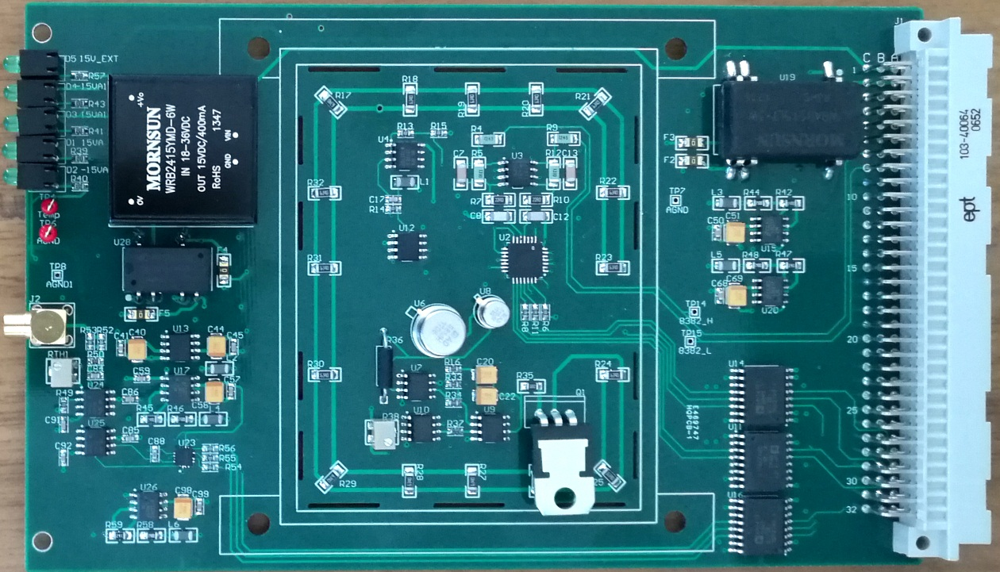 D5 15V_EXT
R57
D4-15VA1
R43
D3 15VA1
R41
D1 15VA
R39
D2 -15VA
R40
Temp
AGND
TP8
AGND1
J2
+Vo
MORNSUN
WRB2415YMD-6W
IN 18-36VDC
OUT 15VDC/400mA
RoHS 1347
0V
GND
VIN
U28
F4
F5
R53 R52
C41
C40
U13
C44
C45
RTH1
R50
C84
C59
U17
C57
U24
R49
C86
C56
C91
R45
R46
L4
U25
C85
C92
C88
U23
R56
R55
R54
U26
C98
C99
R59
R58
L6
R17
R18
R19
R20
R21
R13
R15
U4
L1
C17
R14
R32
U12
R31
R4
R9
C7
R5
U3
R12
C13
R7
R10
C8
C12
R22
U2
R23
U6
U8
R8
R1
R6
R36
R30
U7
R16
R33
R34
C20
C22
R35
R24
Q1
R38
U10
R37
U9
R29
R28
R27
25
U19
MORNSUN
F3
F2
TP7
AGND
L3
R44
R42
C50
C51
U15
L5
R48
R47
C68
C69
U20
TP14
8382_H
TP15
8382_L
U14
E469747
HQPCB-1
U16
J1
C B A
1
10
15
20
25
30
32
103-40064
0652
ept